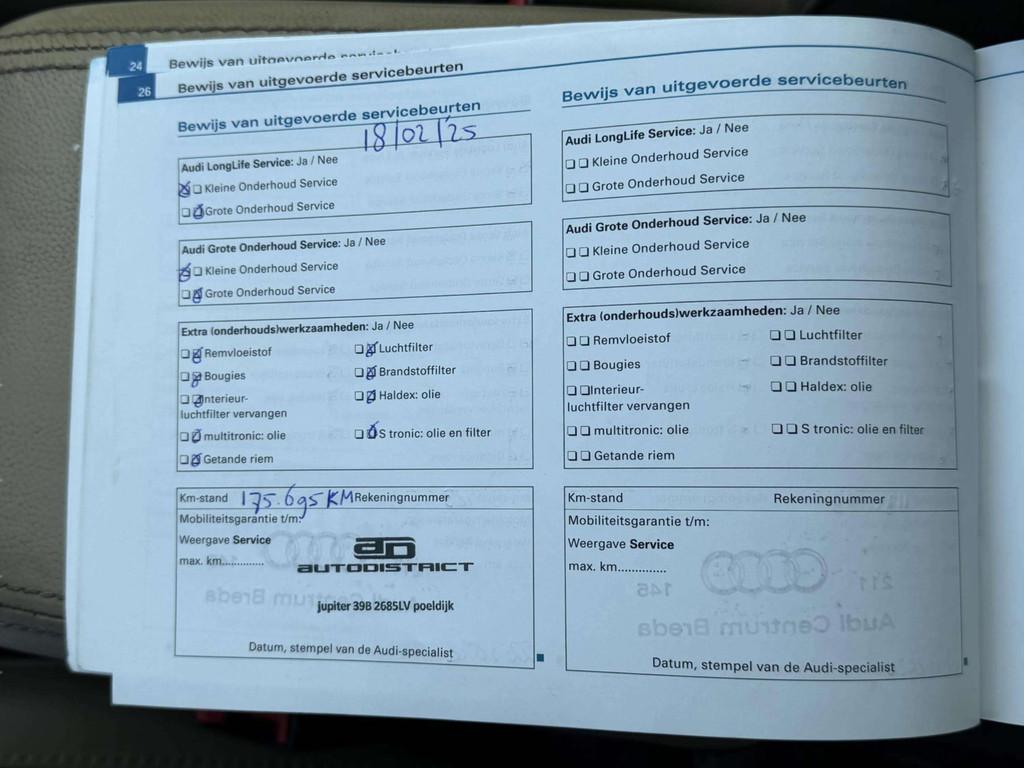 24 Bewijs van uitgevoerde
26 Bewijs van uitgevoerde servicebeurten
Bewijs van uitgevoerde servicebeurten
18/02/25
Audi LongLife Service: Ja / Nee
Kleine Onderhoud Service
Grote Onderhoud Service
Audi Grote Onderhoud Service: Ja / Nee
Kleine Onderhoud Service
Grote Onderhoud Service
Extra (onderhouds)werkzaamheden: Ja / Nee
Remvloeistof Luchtfilter
Bougies Brandstoffilter
Interieur- Haldex: olie
luchtfilter vervangen
multitronic: olie S tronic: olie en filter
Getande riem
Km-stand 175.695 KM Rekeningnummer
Mobiliteitsgarantie t/m:
Weergave Service
max. km..............
AD
AUTODISTRICT
jupiter 39B 2685LV poeldijk
Datum, stempel van de Audi-specialist
Bewijs van uitgevoerde servicebeurten
Audi LongLife Service: Ja / Nee
Kleine Onderhoud Service
Grote Onderhoud Service
Audi Grote Onderhoud Service: Ja / Nee
Kleine Onderhoud Service
Grote Onderhoud Service
Extra (onderhouds)werkzaamheden: Ja / Nee
Remvloeistof Luchtfilter
Bougies Brandstoffilter
Interieur- Haldex: olie
luchtfilter vervangen
multitronic: olie S tronic: olie en filter
Getande riem
Km-stand Rekeningnummer
Mobiliteitsgarantie t/m:
Weergave Service
max. km..............
211 145
Audi Centrum Breda
Datum, stempel van de Audi-specialist